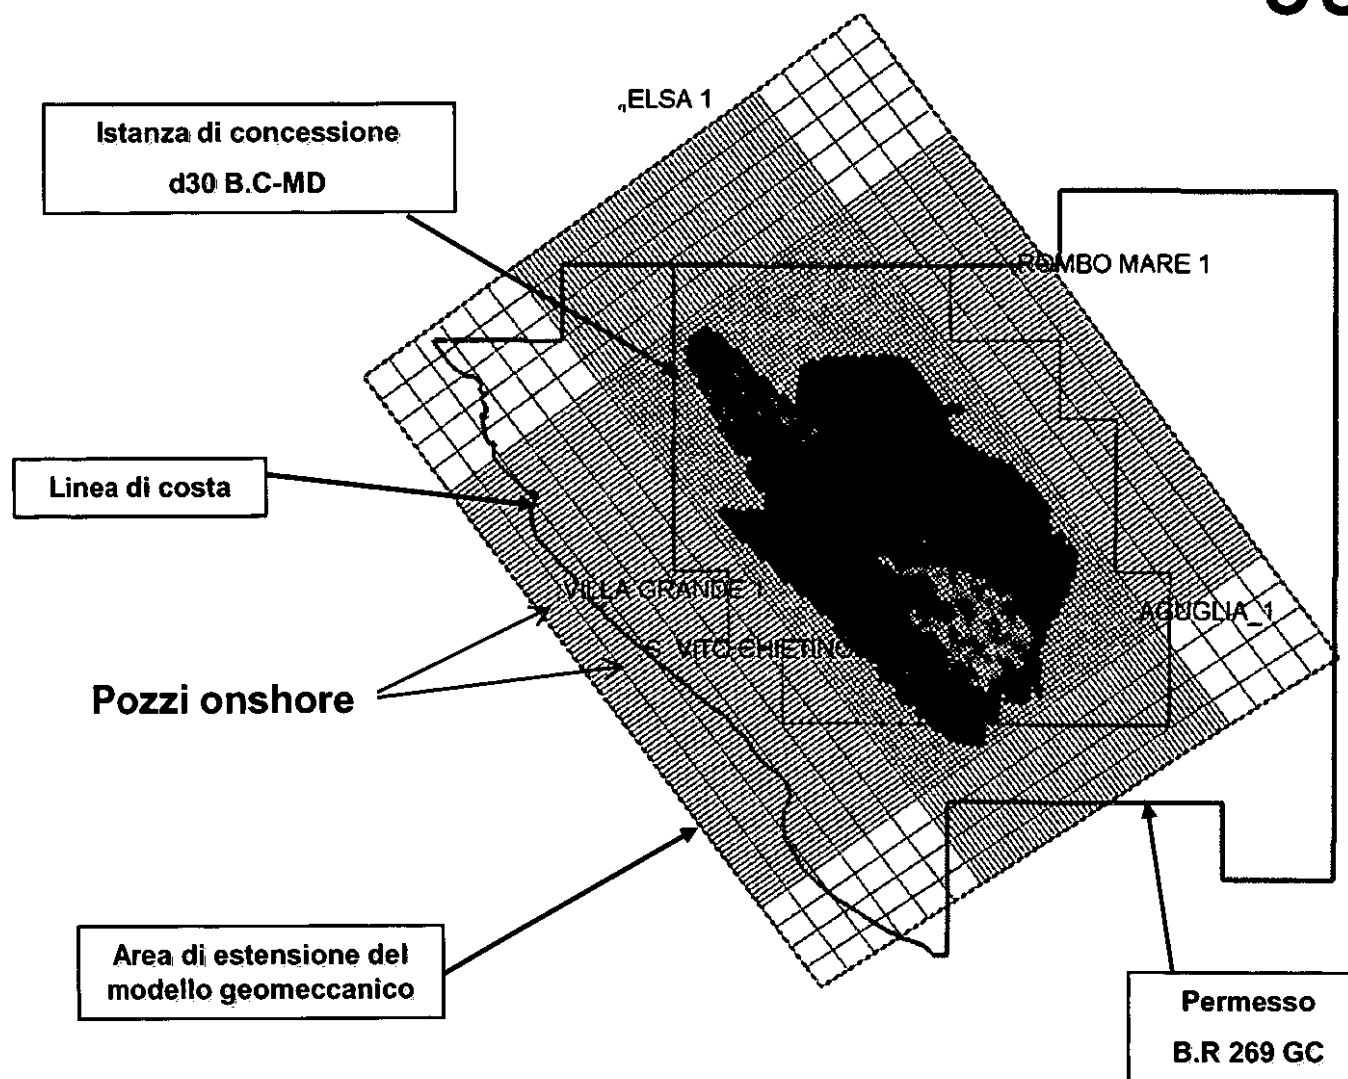 ELSA 1
Istanza di concessione
d30 B.C-MD
ROMBO MARE 1
Linea di costa
VILLA GRANDE 1
AGUGLIA_1
S. VITO CHIETINO
Pozzi onshore
Area di estensione del
modello geomeccanico
Permesso
B.R 269 GC